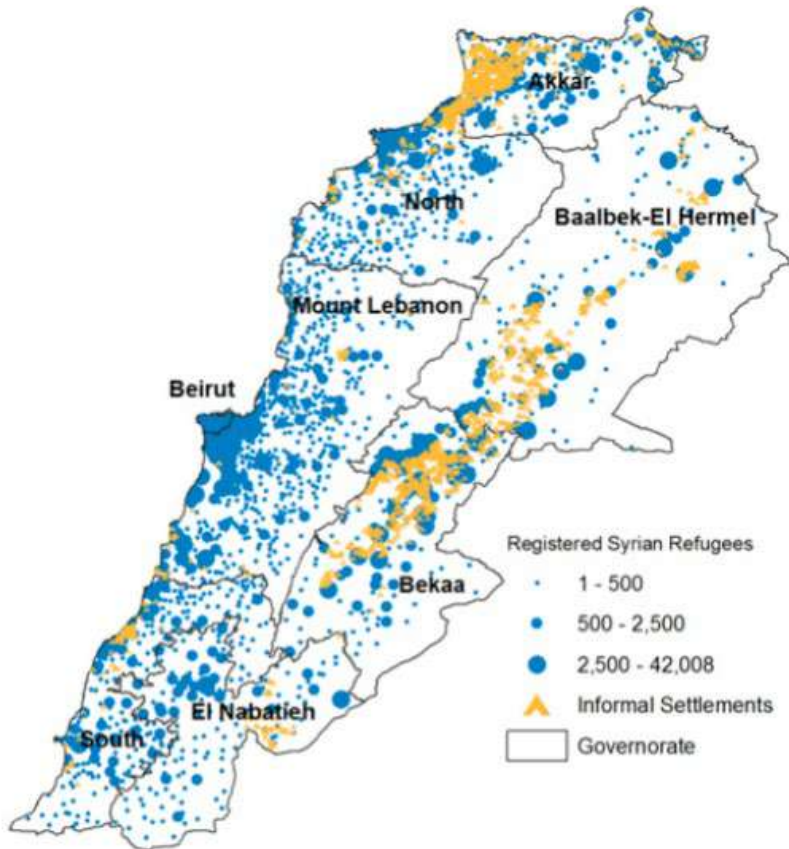 Akkar
North
Baalbek-El Hermel
Mount Lebanon
Beirut
Bekaa
El Nabatieh
South
Registered Syrian Refugees
1 - 500
500 - 2,500
2,500 - 42,008
Informal Settlements
Governorate